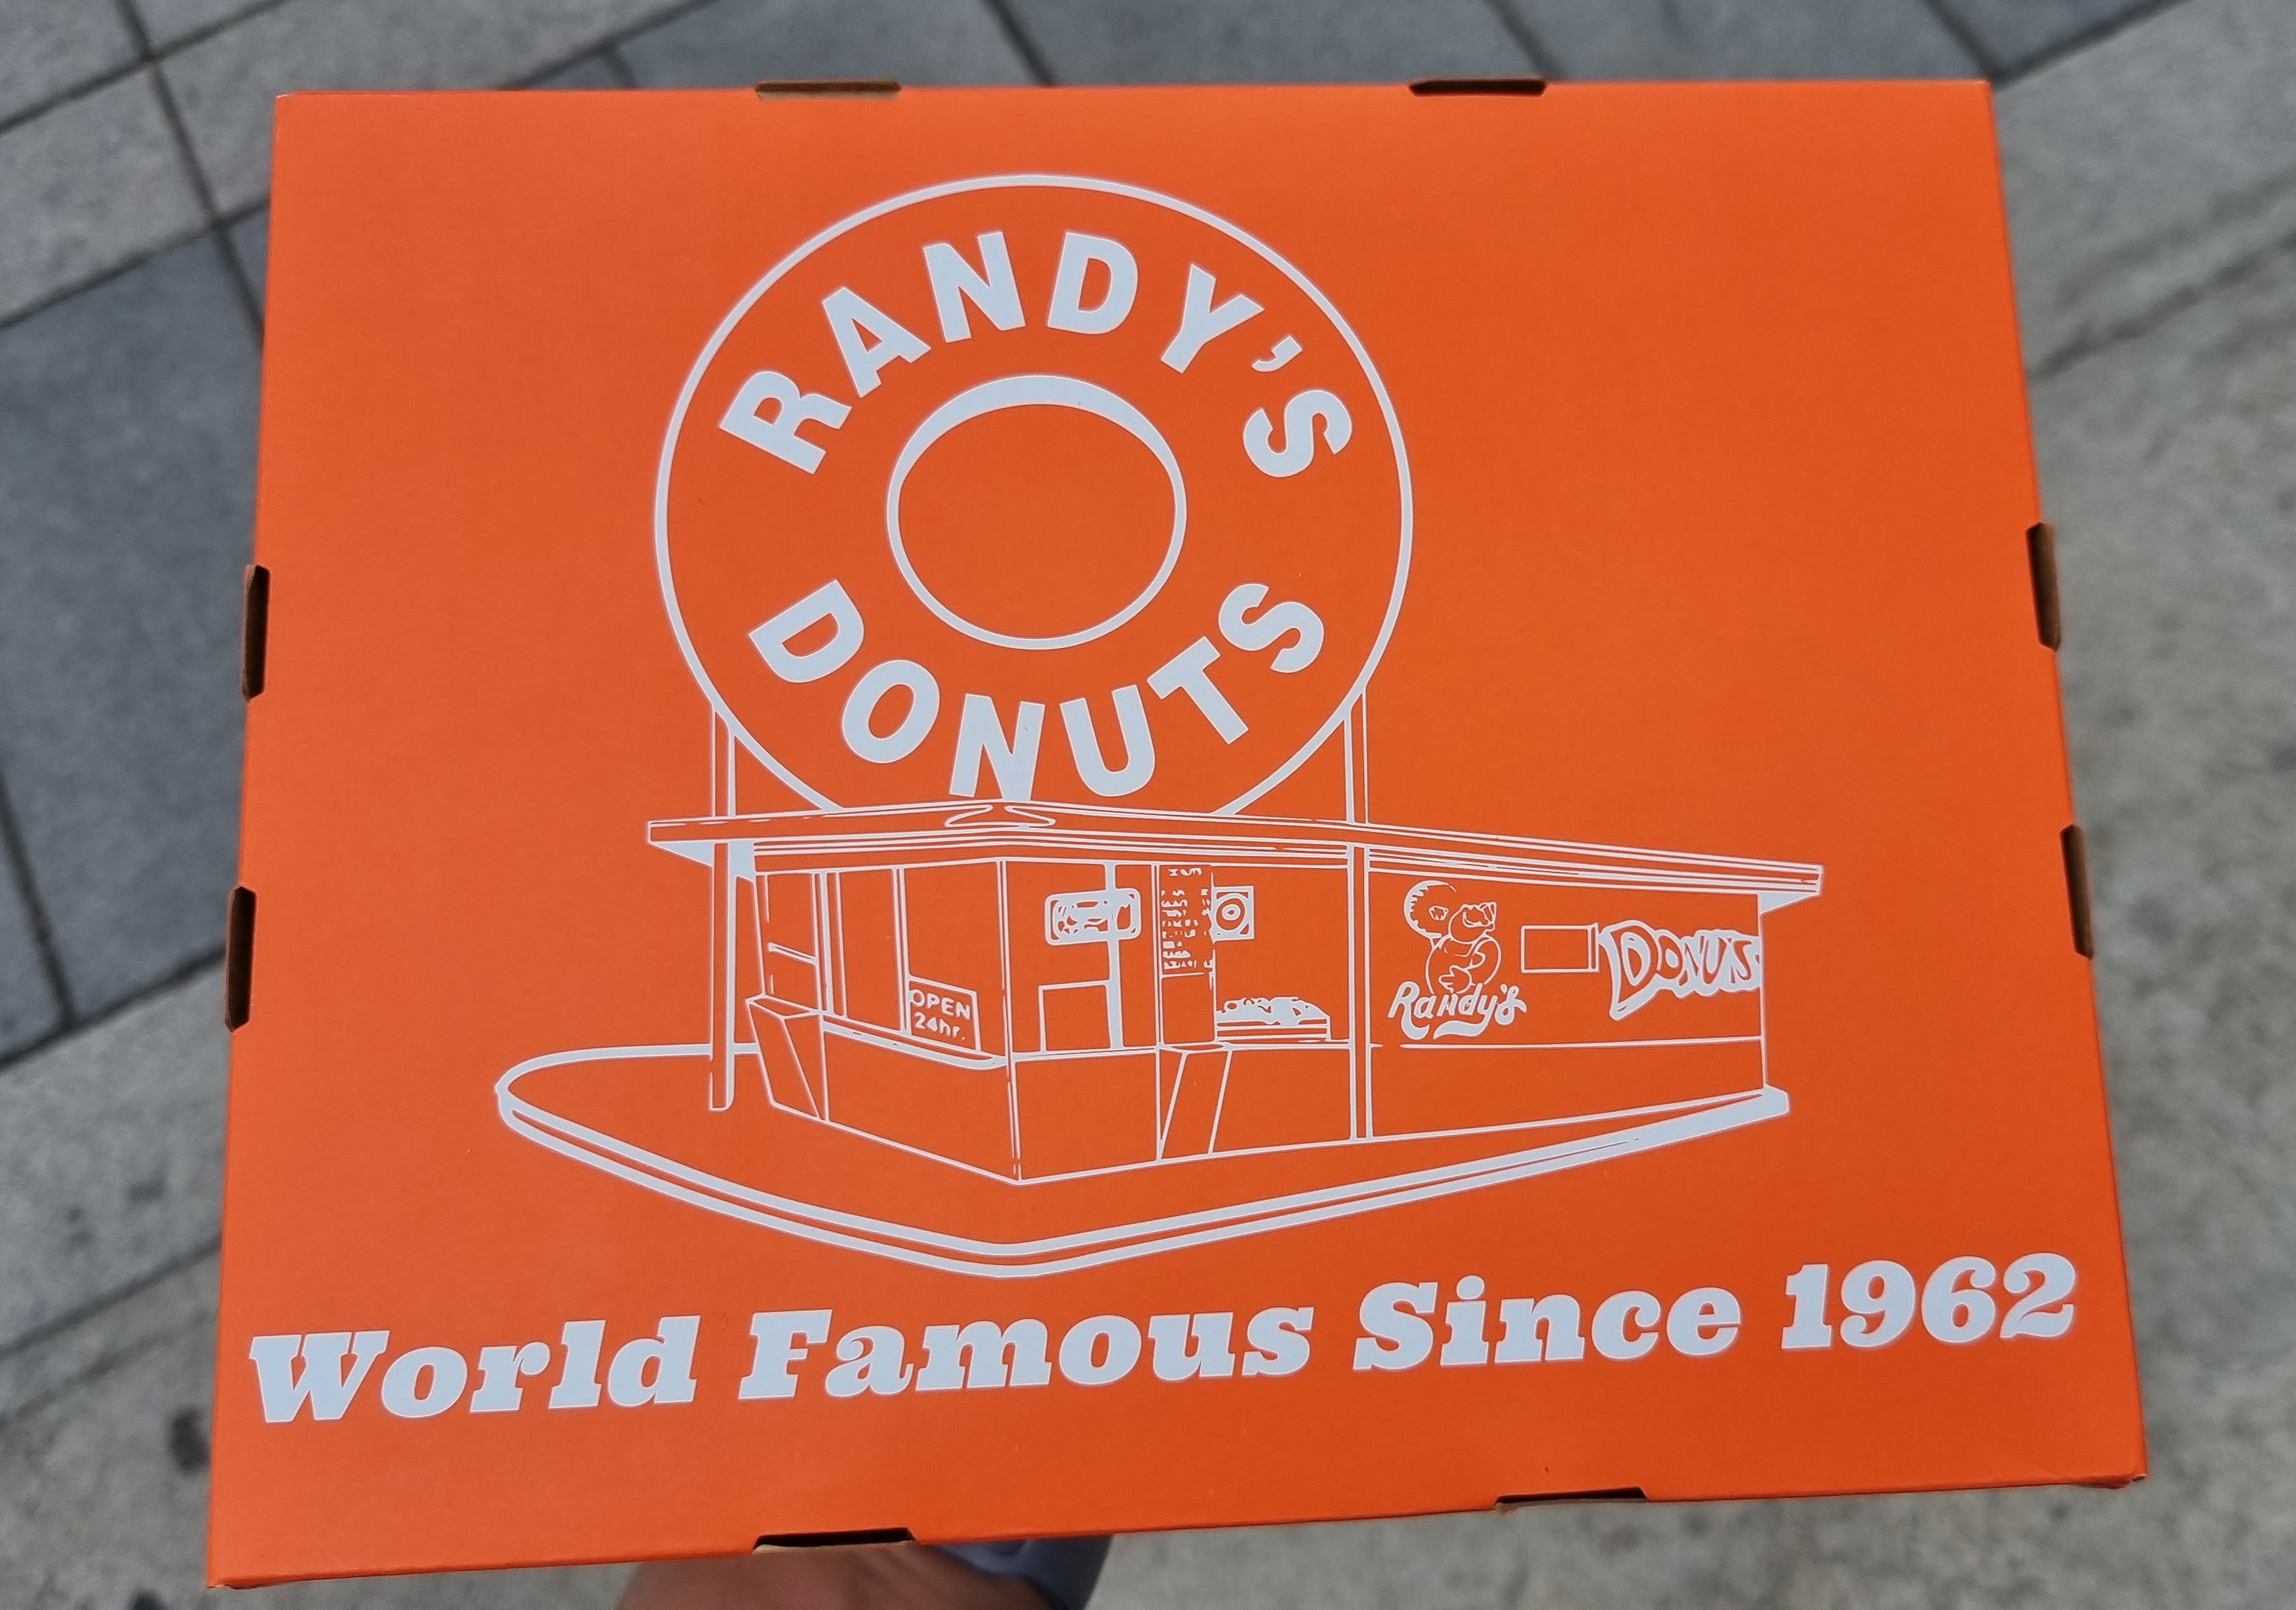 RANDY'S
DONUTS
OPEN
24hr.
Randy's
DONUTS
World Famous Since 1962